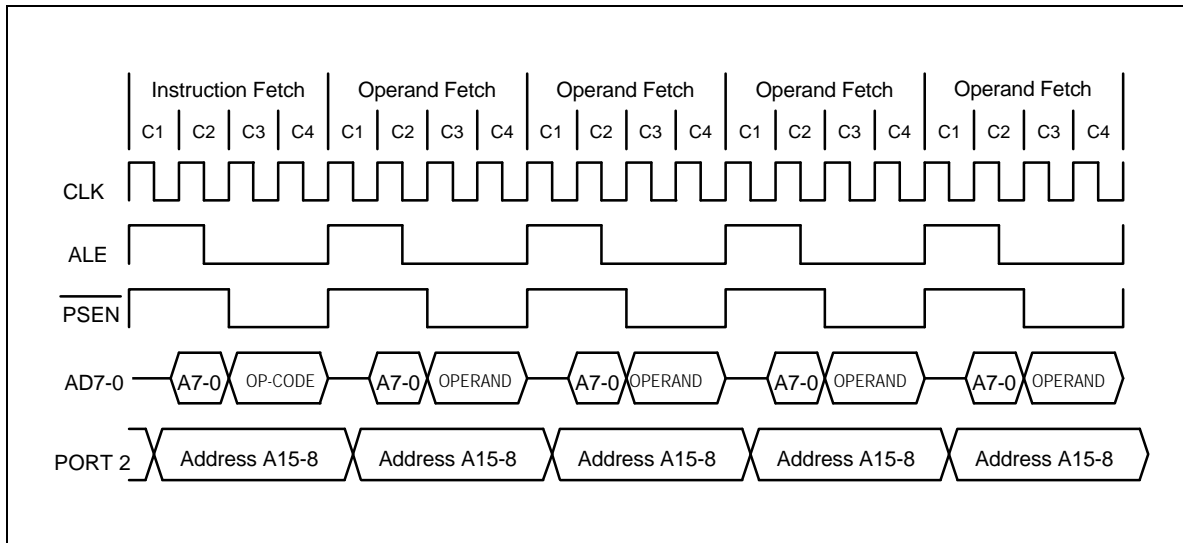 Instruction Fetch Operand Fetch Operand Fetch Operand Fetch Operand Fetch
C1 C2 C3 C4 C1 C2 C3 C4 C1 C2 C3 C4 C1 C2 C3 C4 C1 C2 C3 C4
CLK
ALE
PSEN
AD7-0 A7-0 OP-CODE A7-0 OPERAND A7-0 OPERAND A7-0 OPERAND A7-0 OPERAND
PORT 2 Address A15-8 Address A15-8 Address A15-8 Address A15-8 Address A15-8